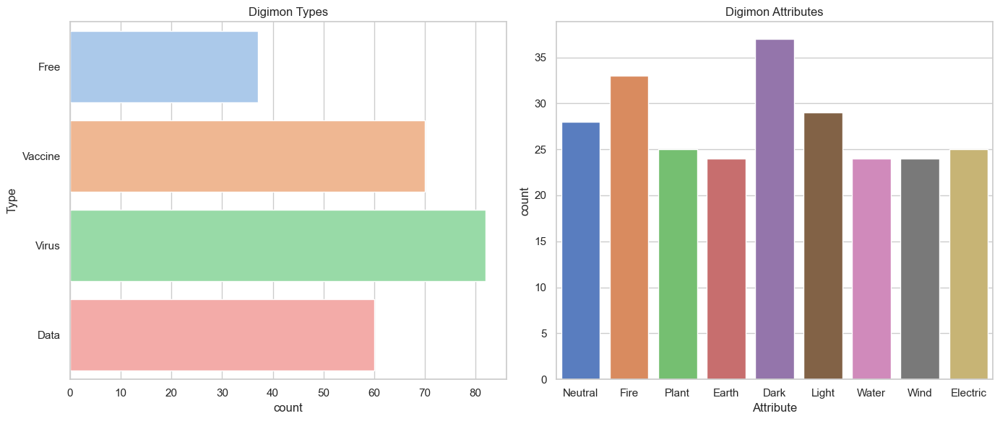 Digimon Types
Type
Free
Vaccine
Virus
Data
0 10 20 30 40 50 60 70 80
count
Digimon Attributes
count
35
30
25
20
15
10
5
0
Neutral Fire Plant Earth Dark Light Water Wind Electric
Attribute